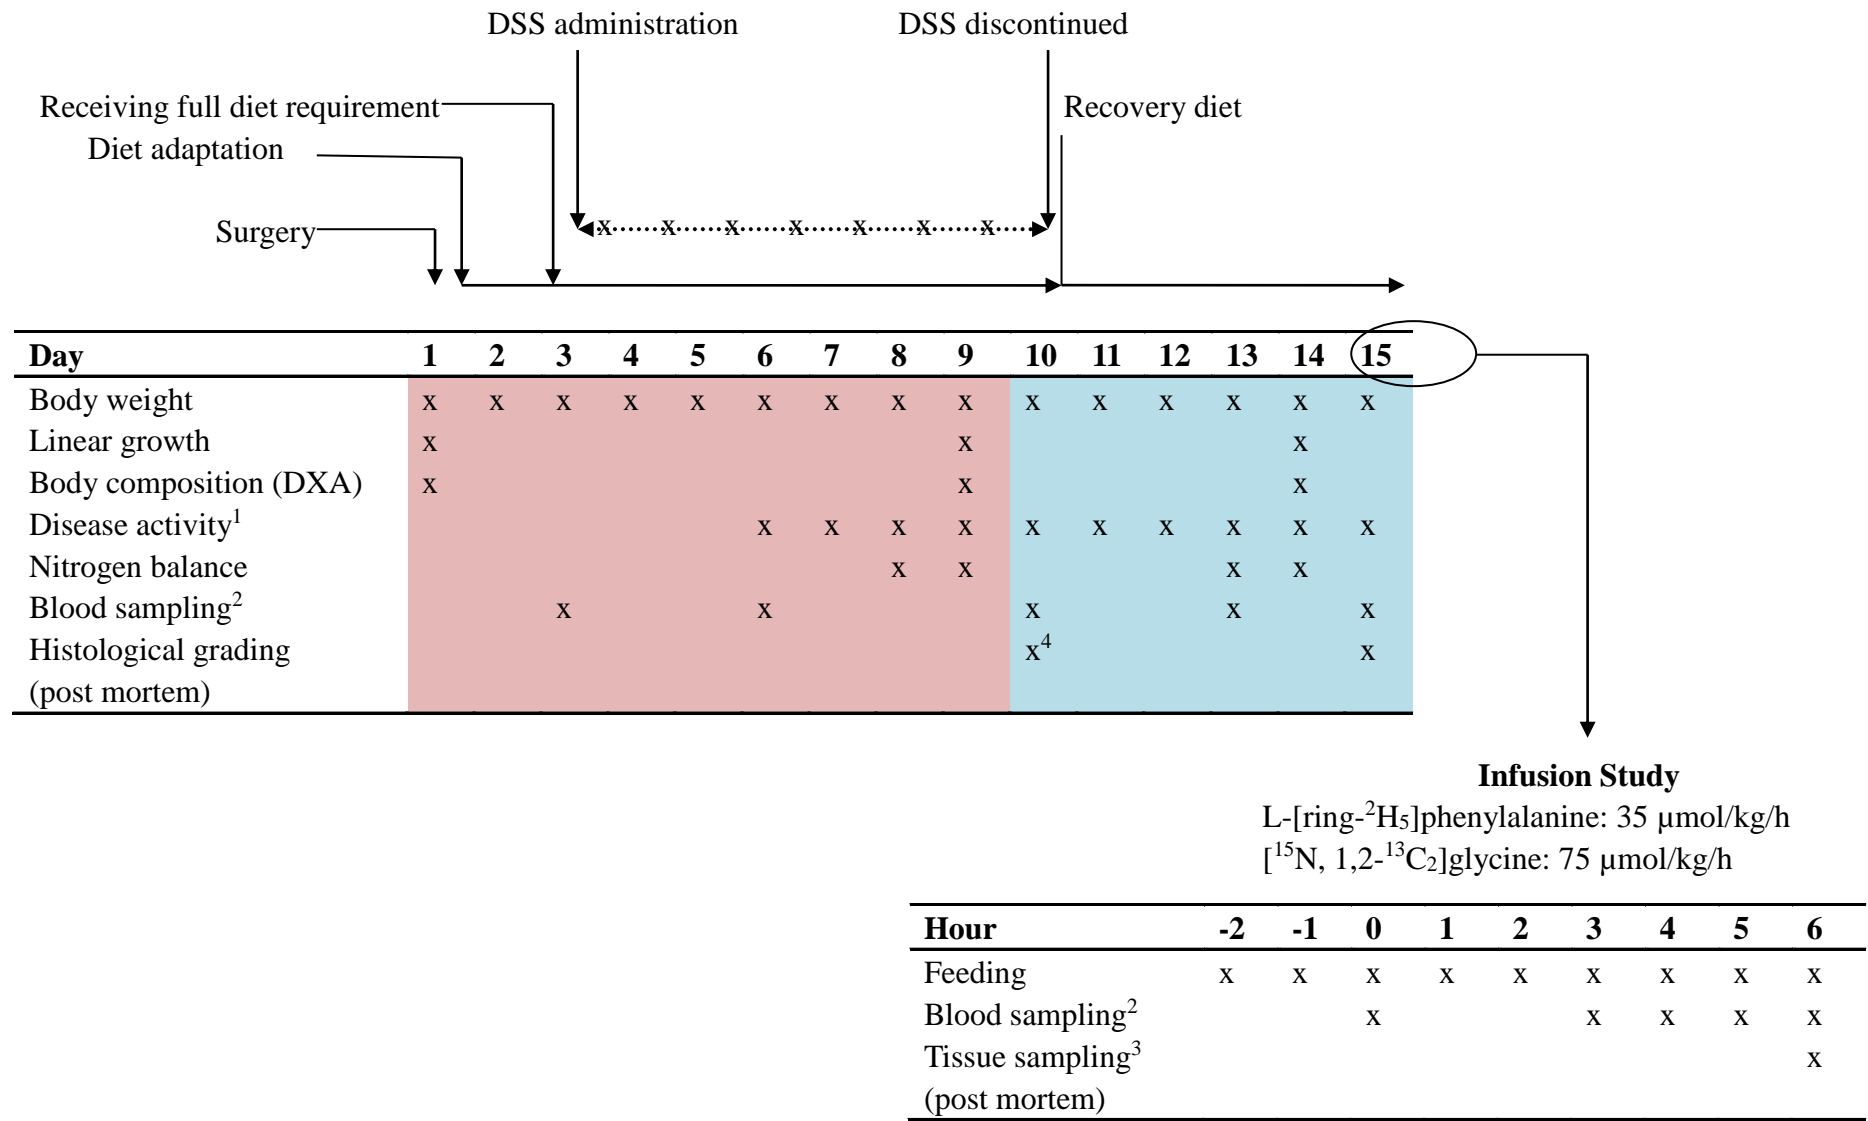 DSS administration DSS discontinued
Receiving full diet requirement Recovery diet
Diet adaptation
x x x x x x x
Surgery
Day 1 2 3 4 5 6 7 8 9 10 11 12 13 14 15
Body weight x x x x x x x x x x x x x x x
Linear growth x x x
Body composition (DXA) x x x
Disease activity¹ x x x x x x x x x x
Nitrogen balance x x x x
Blood sampling² x x x x x
Histological grading x⁴ x
(post mortem)
Infusion Study
L-[ring-²H₅]phenylalanine: 35 µmol/kg/h
[¹⁵N, 1,2-¹³C₂]glycine: 75 µmol/kg/h
Hour -2 -1 0 1 2 3 4 5 6
Feeding x x x x x x x x x
Blood sampling² x x x x x
Tissue sampling³ x
(post mortem)